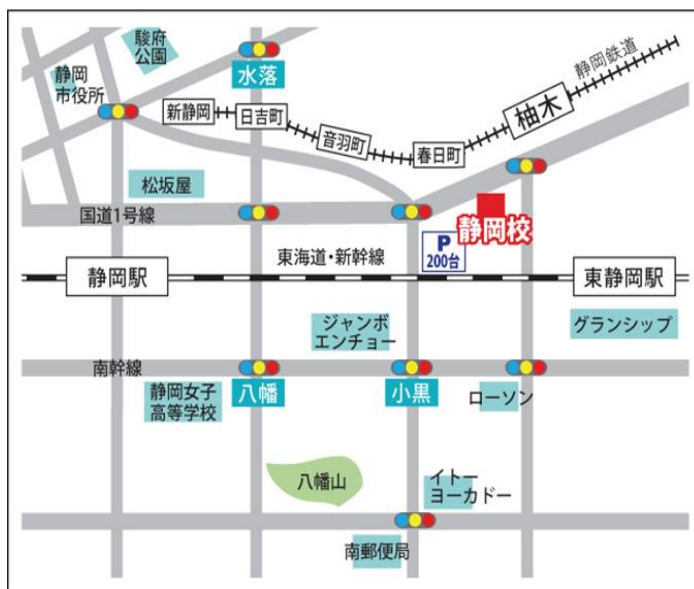 駿府
公園
静岡
市役所
水落
静岡鉄道
柚木
新静岡
日吉町
音羽町
春日町
松坂屋
国道1号線
静岡校
P
200台
東海道・新幹線
静岡駅
東静岡駅
ジャンボ
エンチョー
グランシップ
南幹線
静岡女子
高等学校
八幡
小黒
ローソン
八幡山
イトー
ヨーカドー
南郵便局